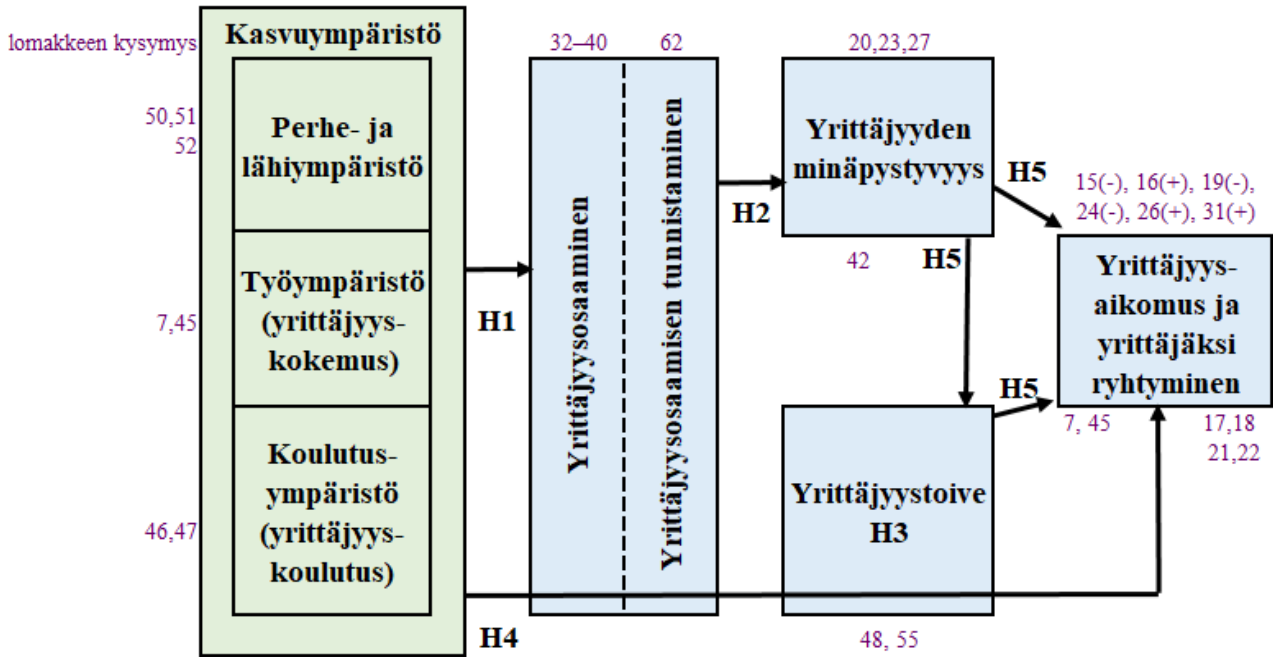 lomakkeen kysymys
Kasvuympäristö
50,51
52
Perhe- ja
lähiympäristö
7,45
Työympäristö
(yrittäjyys-
kokemus)
46,47
Koulutus-
ympäristö
(yrittäjyys-
koulutus)
H1
H4
32–40
62
Yrittäjyysosaaminen
Yrittäjyysosaamisen tunnistaminen
H2
20,23,27
Yrittäjyyden
minäpystyvyys
42
H5
H5
Yrittäjyystoive
H3
48, 55
H5
15(-), 16(+), 19(-),
24(-), 26(+), 31(+)
Yrittäjyys-
aikomus ja
yrittäjäksi
ryhtyminen
7, 45
17,18
21,22